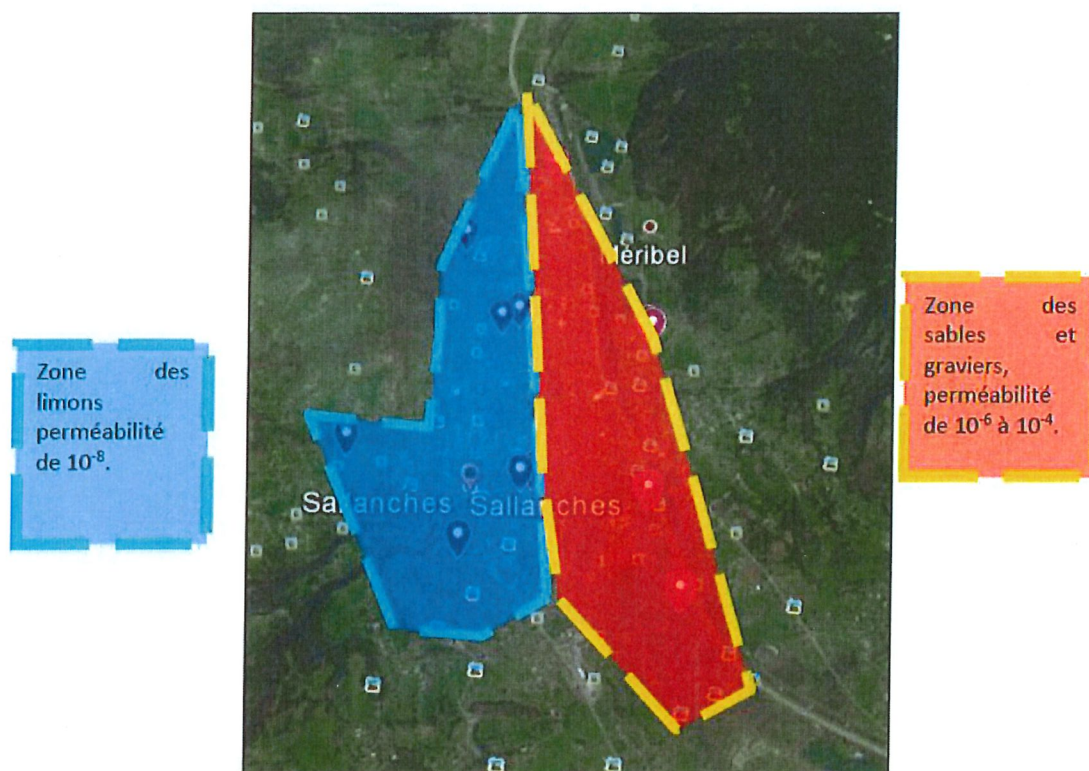 Zone des
limons
perméabilité
de 10⁻⁸.
Méribel
Sallanches Sallanches
Zone des
sables et
graviers,
perméabilité
de 10⁻⁶ à 10⁻⁴.